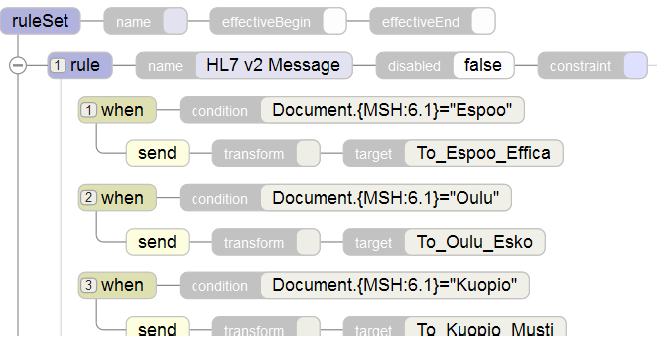 ruleSet name effectiveBegin effectiveEnd
1 rule name HL7 v2 Message disabled false constraint
1 when condition Document.{MSH:6.1}="Espoo"
send transform target To_Espoo_Effica
2 when condition Document.{MSH:6.1}="Oulu"
send transform target To_Oulu_Esko
3 when condition Document.{MSH:6.1}="Kuopio"
send transform target To_Kuopio_Musti